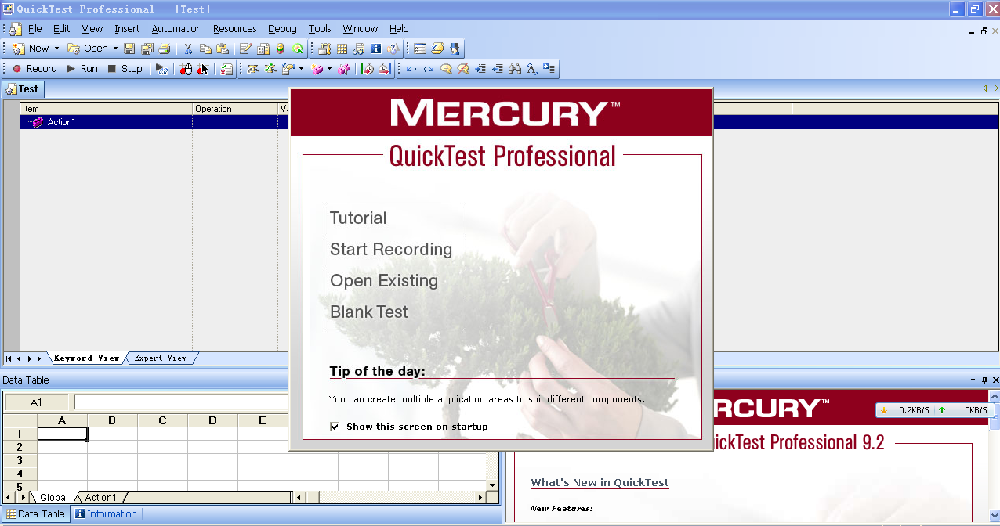 QuickTest Professional - [Test]
File Edit View Insert Automation Resources Debug Tools Window Help
New Open
Record Run Stop
Test
Item Operation
Action1
MERCURY™
QuickTest Professional
Tutorial
Start Recording
Open Existing
Blank Test
Tip of the day:
You can create multiple application areas to suit different components.
Show this screen on startup
Keyword View Expert View
Data Table
A1
A B C D E
1
2
3
4
5
Global Action1
Data Table Information
RCURY™
0.2KB/S 0KB/S
ickTest Professional 9.2
What's New in QuickTest
New Features: